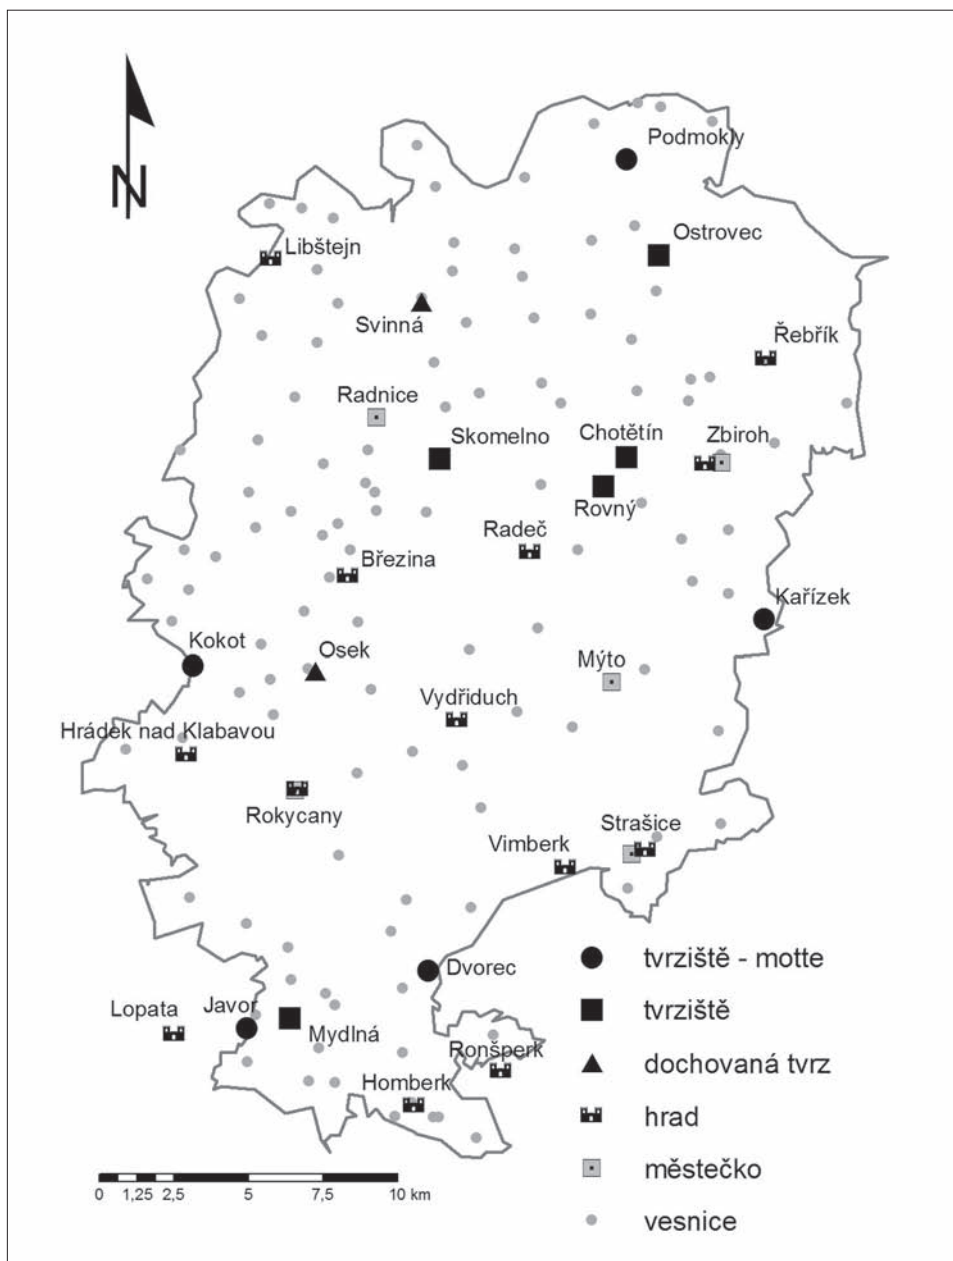 N
Podmokly
Ostrovec
Libštejn
Svinná
Řebřík
Radnice
Skomelno
Chotětín
Zbiroh
Rovný
Radeč
Březina
Kařízek
Kokot
Osek
Mýto
Vydřiduch
Hrádek nad Klabavou
Rokycany
Strašice
Vimberk
Dvorec
Lopata
Javor
Mydlná
Ronšperk
Homberk
tvrziště - motte
tvrziště
dochovaná tvrz
hrad
městečko
vesnice
0 1,25 2,5 5 7,5 10 km